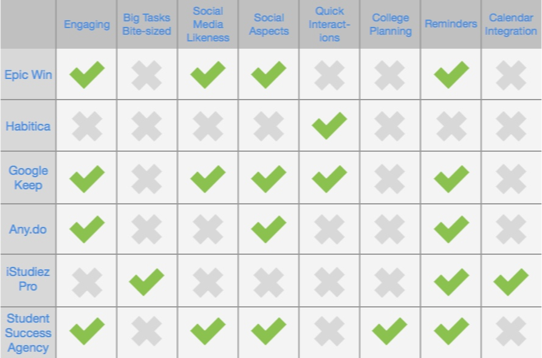 Engaging
Big Tasks
Bite-sized
Social
Media
Likeness
Social
Aspects
Quick
Interact-
ions
College
Planning
Reminders
Calendar
Integration
Epic Win
Habitica
Google
Keep
Any.do
iStudiez
Pro
Student
Success
Agency